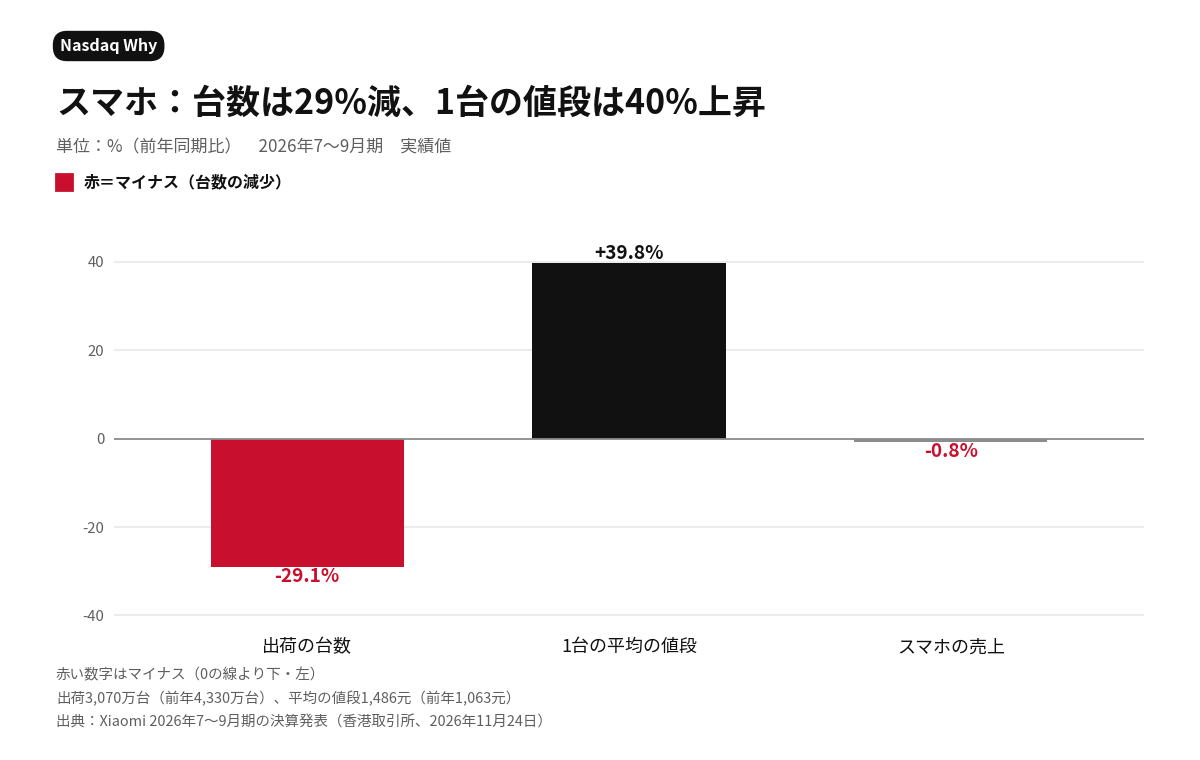 Nasdaq Why
スマホ：台数は29%減、1台の値段は40%上昇
単位：%（前年同期比）　2026年7〜9月期　実績値
赤＝マイナス（台数の減少）
+39.8%
40
20
0
-0.8%
-20
-29.1%
-40
出荷の台数
1台の平均の値段
スマホの売上
赤い数字はマイナス（0の線より下・左）
出荷3,070万台（前年4,330万台）、平均の値段1,486元（前年1,063元）
出典：Xiaomi 2026年7〜9月期の決算発表（香港取引所、2026年11月24日）